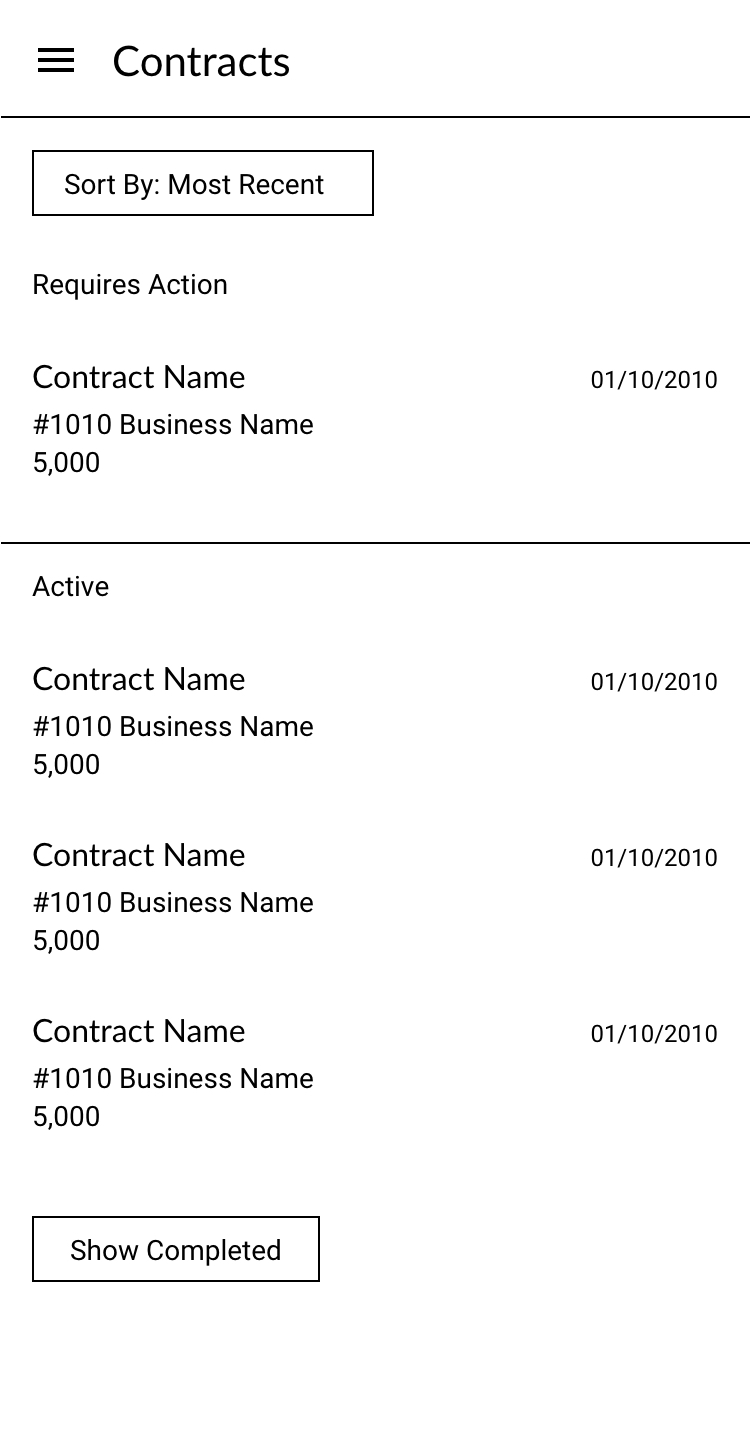 Contracts
Sort By: Most Recent
Requires Action
Contract Name 01/10/2010
#1010 Business Name
5,000
Active
Contract Name 01/10/2010
#1010 Business Name
5,000
Contract Name 01/10/2010
#1010 Business Name
5,000
Contract Name 01/10/2010
#1010 Business Name
5,000
Show Completed